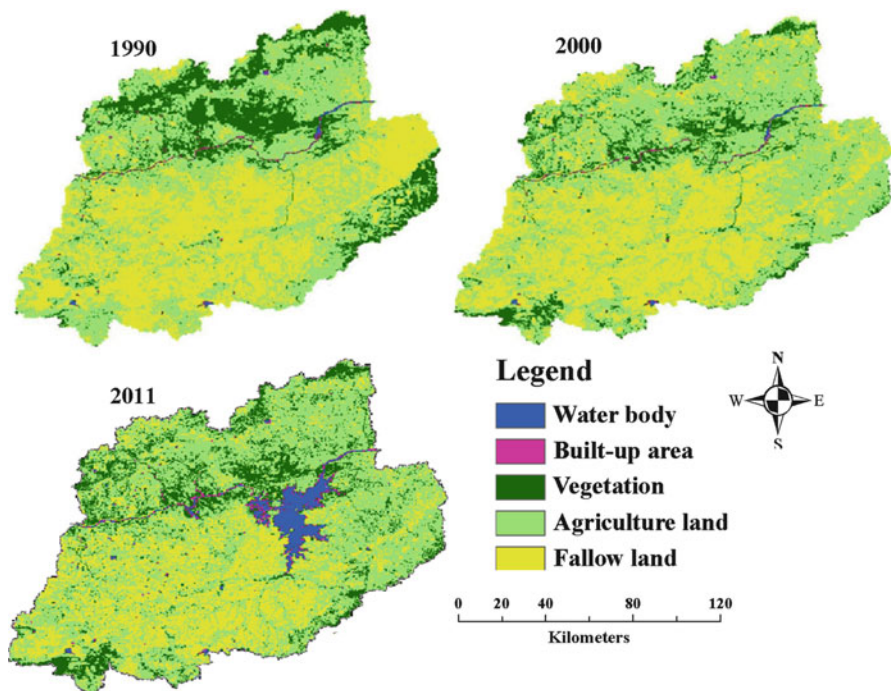 1990
2000
2011
Legend
Water body
Built-up area
Vegetation
Agriculture land
Fallow land
N
W E
S
0 20 40 80 120
Kilometers